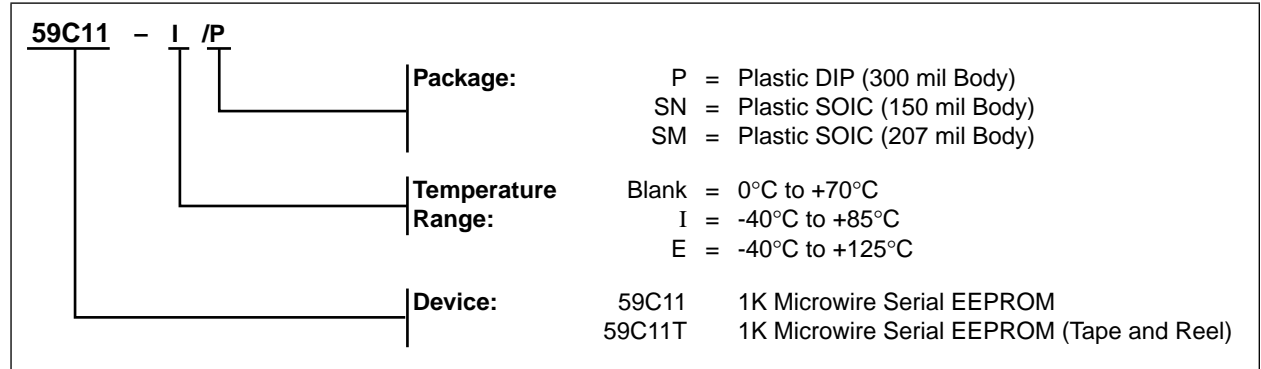 59C11 – I /P
Package: P = Plastic DIP (300 mil Body)
SN = Plastic SOIC (150 mil Body)
SM = Plastic SOIC (207 mil Body)
Temperature Blank = 0°C to +70°C
Range: I = -40°C to +85°C
E = -40°C to +125°C
Device: 59C11 1K Microwire Serial EEPROM
59C11T 1K Microwire Serial EEPROM (Tape and Reel)